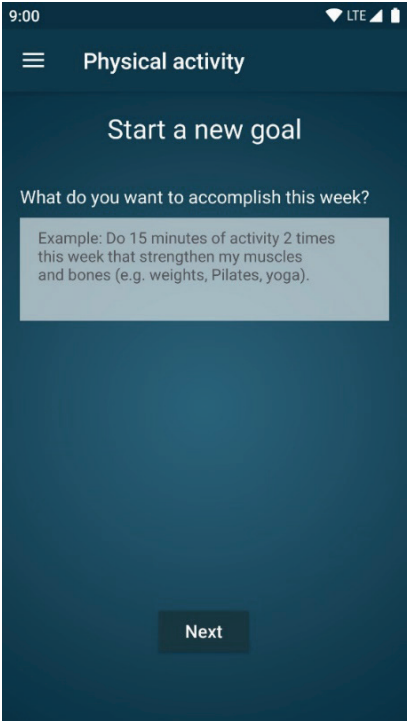 9:00
LTE
Physical activity
Start a new goal
What do you want to accomplish this week?
Example: Do 15 minutes of activity 2 times
this week that strengthen my muscles
and bones (e.g. weights, Pilates, yoga).
Next